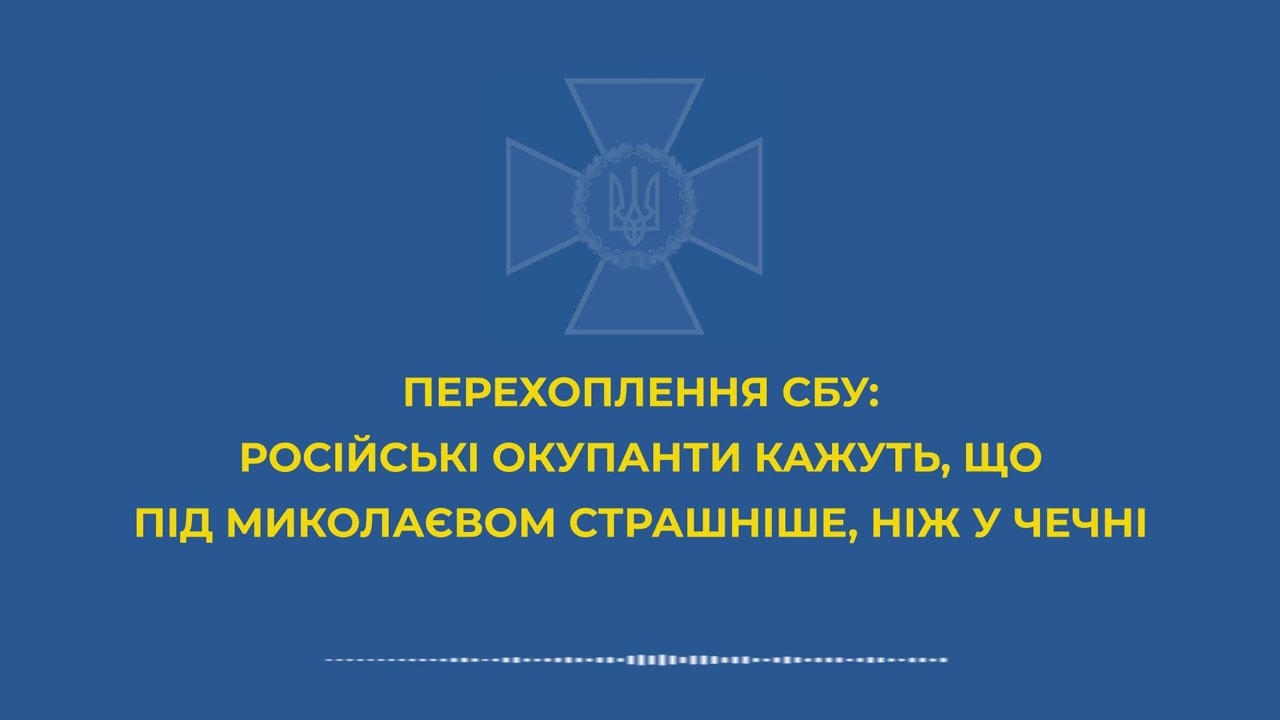 ПЕРЕХОПЛЕННЯ СБУ:
РОСІЙСЬКІ ОКУПАНТИ КАЖУТЬ, ЩО
ПІД МИКОЛАЄВОМ СТРАШНІШЕ, НІЖ У ЧЕЧНІ